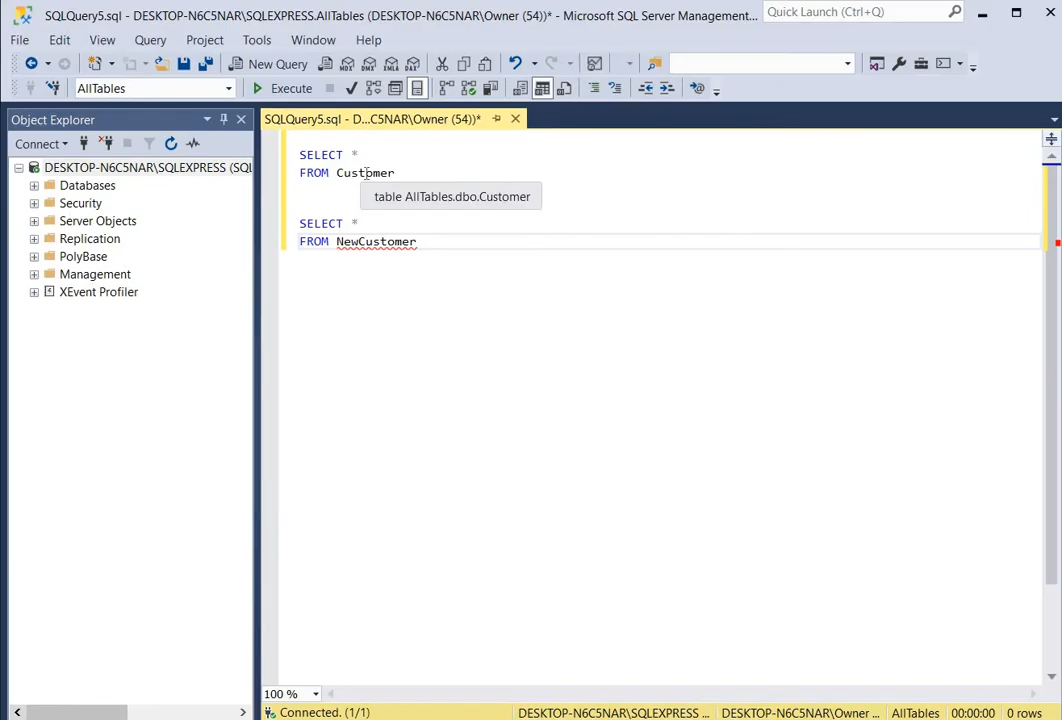 SQLQuery5.sql - DESKTOP-N6C5NAR\SQLEXPRESS.AllTables (DESKTOP-N6C5NAR\Owner (54))* - Microsoft SQL Server Management...
Quick Launch (Ctrl+Q)
File Edit View Query Project Tools Window Help
New Query
MDX DMX XMLA DAX
AllTables
Execute
Object Explorer
SQLQuery5.sql - D...C5NAR\Owner (54))*
Connect
DESKTOP-N6C5NAR\SQLEXPRESS (SQL
Databases
Security
Server Objects
Replication
PolyBase
Management
XEvent Profiler
SELECT *
FROM Customer
table AllTables.dbo.Customer
SELECT *
FROM NewCustomer
100 %
Connected. (1/1)
DESKTOP-N6C5NAR\SQLEXPRESS ...
DESKTOP-N6C5NAR\Owner ...
AllTables
00:00:00
0 rows